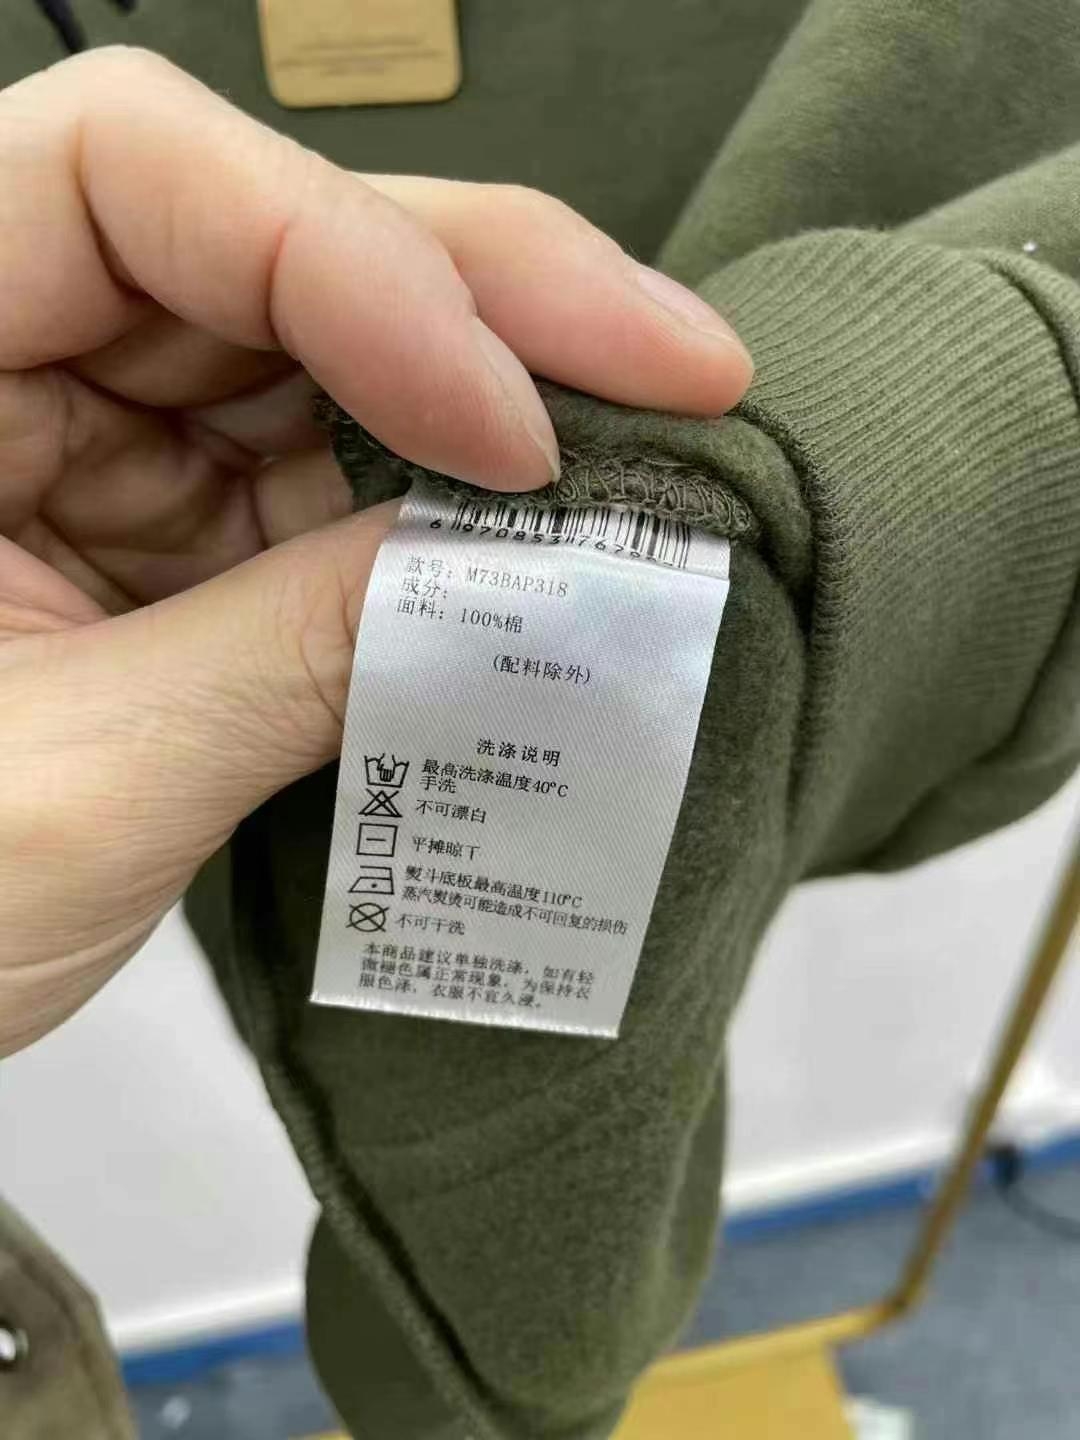 款号: M73BAP318
成分:
面料: 100%棉
(配料除外)
洗涤说明
最高洗涤温度40°C
手洗
不可漂白
平摊晾干
熨斗底板最高温度110°C
蒸汽熨烫可能造成不可回复的损伤
不可干洗
本商品建议单独洗涤, 如有轻
微褪色属正常现象, 为保持衣
服色泽, 衣服不宜久浸。